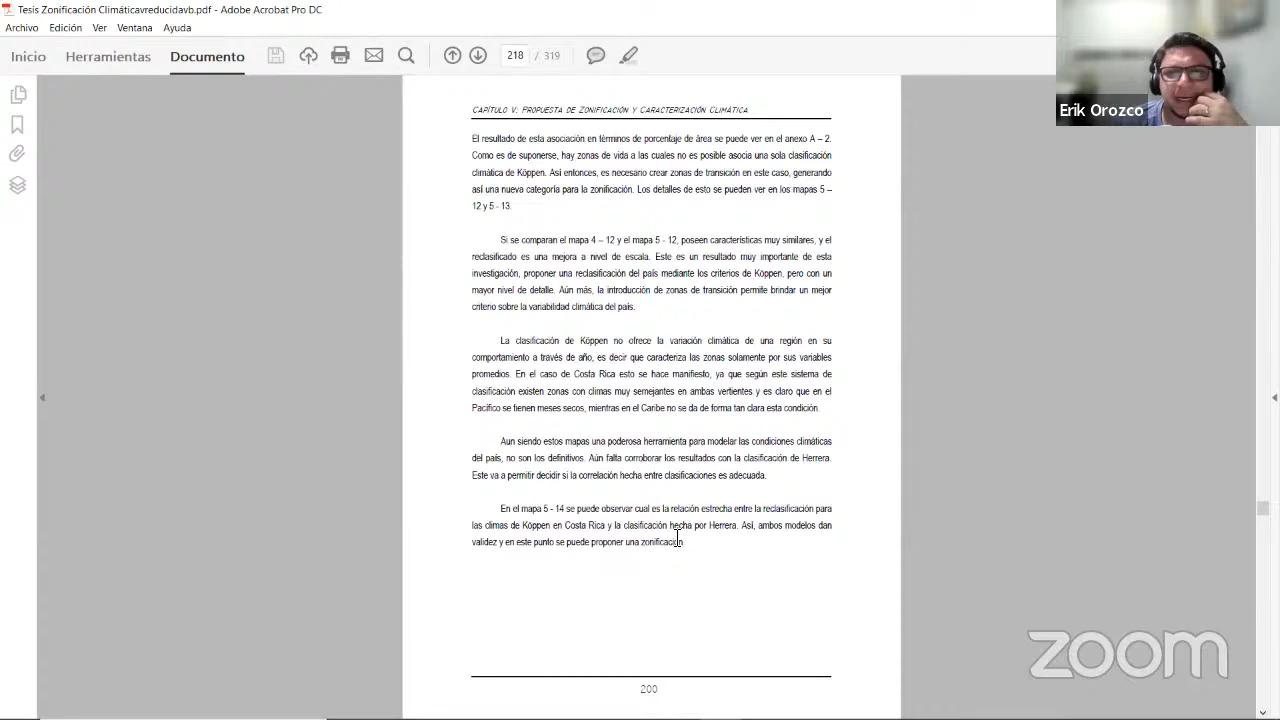 Tesis Zonificación Climáticavreducidavb.pdf - Adobe Acrobat Pro DC
Archivo Edición Ver Ventana Ayuda
Inicio Herramientas Documento 218 / 319
Erik Orozco
CAPÍTULO V: PROPUESTA DE ZONIFICACIÓN Y CARACTERIZACIÓN CLIMÁTICA
El resultado de esta asociación en términos de porcentaje de área se puede ver en el anexo A – 2.
Como es de suponerse, hay zonas de vida a las cuales no es posible asocia una sola clasificación
climática de Köppen. Así entonces, es necesario crear zonas de transición en este caso, generando
así una nueva categoría para la zonificación. Los detalles de esto se pueden ver en los mapas 5 –
12 y 5 - 13.
Si se comparan el mapa 4 – 12 y el mapa 5 - 12, poseen características muy similares, y el
reclasificado es una mejora a nivel de escala. Este es un resultado muy importante de esta
investigación, proponer una reclasificación del país mediante los criterios de Köppen, pero con un
mayor nivel de detalle. Aún más, la introducción de zonas de transición permite brindar un mejor
criterio sobre la variabilidad climática del país.
La clasificación de Köppen no ofrece la variación climática de una región en su
comportamiento a través de año, es decir que caracteriza las zonas solamente por sus variables
promedios. En el caso de Costa Rica esto se hace manifiesto, ya que según este sistema de
clasificación existen zonas con climas muy semejantes en ambas vertientes y es claro que en el
Pacífico se tienen meses secos, mientras en el Caribe no se da de forma tan clara esta condición.
Aun siendo estos mapas una poderosa herramienta para modelar las condiciones climáticas
del país, no son los definitivos. Aún falta corroborar los resultados con la clasificación de Herrera.
Este va a permitir decidir si la correlación hecha entre clasificaciones es adecuada.
En el mapa 5 - 14 se puede observar cual es la relación estrecha entre la reclasificación para
las climas de Köppen en Costa Rica y la clasificación hecha por Herrera. Así, ambos modelos dan
validez y en este punto se puede proponer una zonificación.
200
zoom